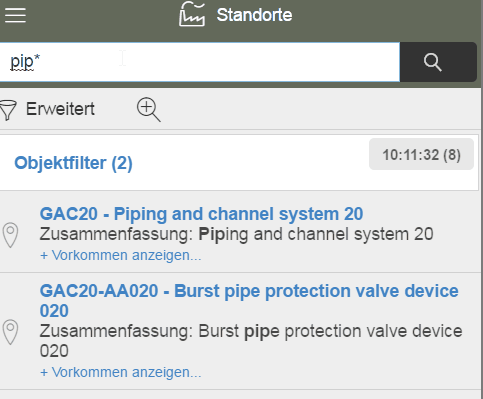 Standorte
pip*
Erweitert
Objektfilter (2)
10:11:32 (8)
GAC20 - Piping and channel system 20
Zusammenfassung: Piping and channel system 20
+ Vorkommen anzeigen...
GAC20-AA020 - Burst pipe protection valve device
020
Zusammenfassung: Burst pipe protection valve device
020
+ Vorkommen anzeigen...